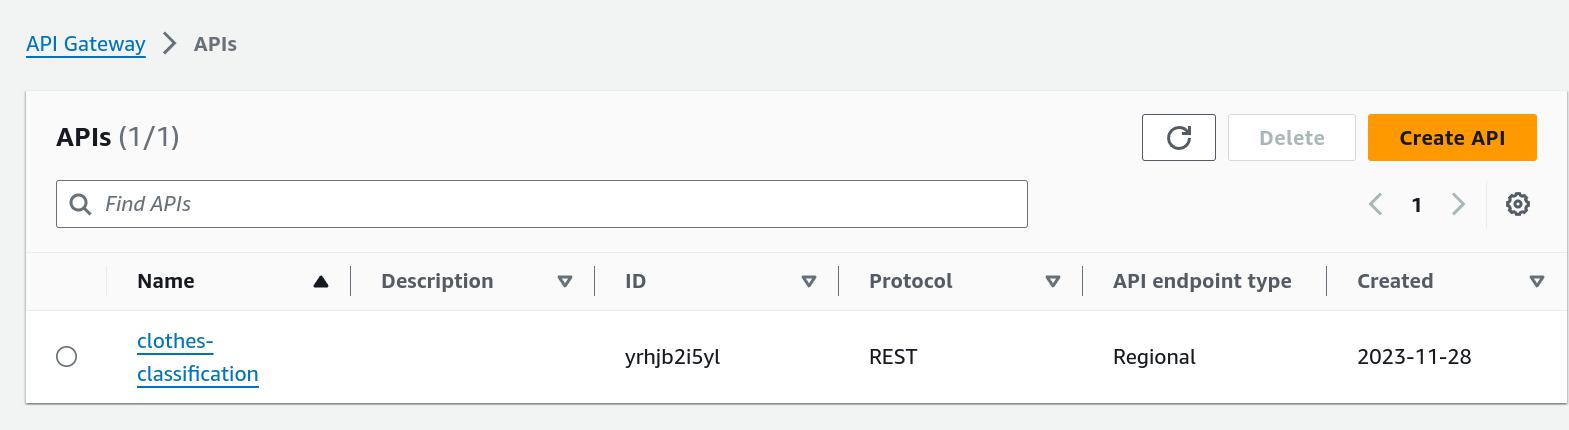 API Gateway > APIs
APIs (1/1)
Delete
Create API
Find APIs
1
Name Description ID Protocol API endpoint type Created
clothes-
classification
yrhjb2i5yl REST Regional 2023-11-28